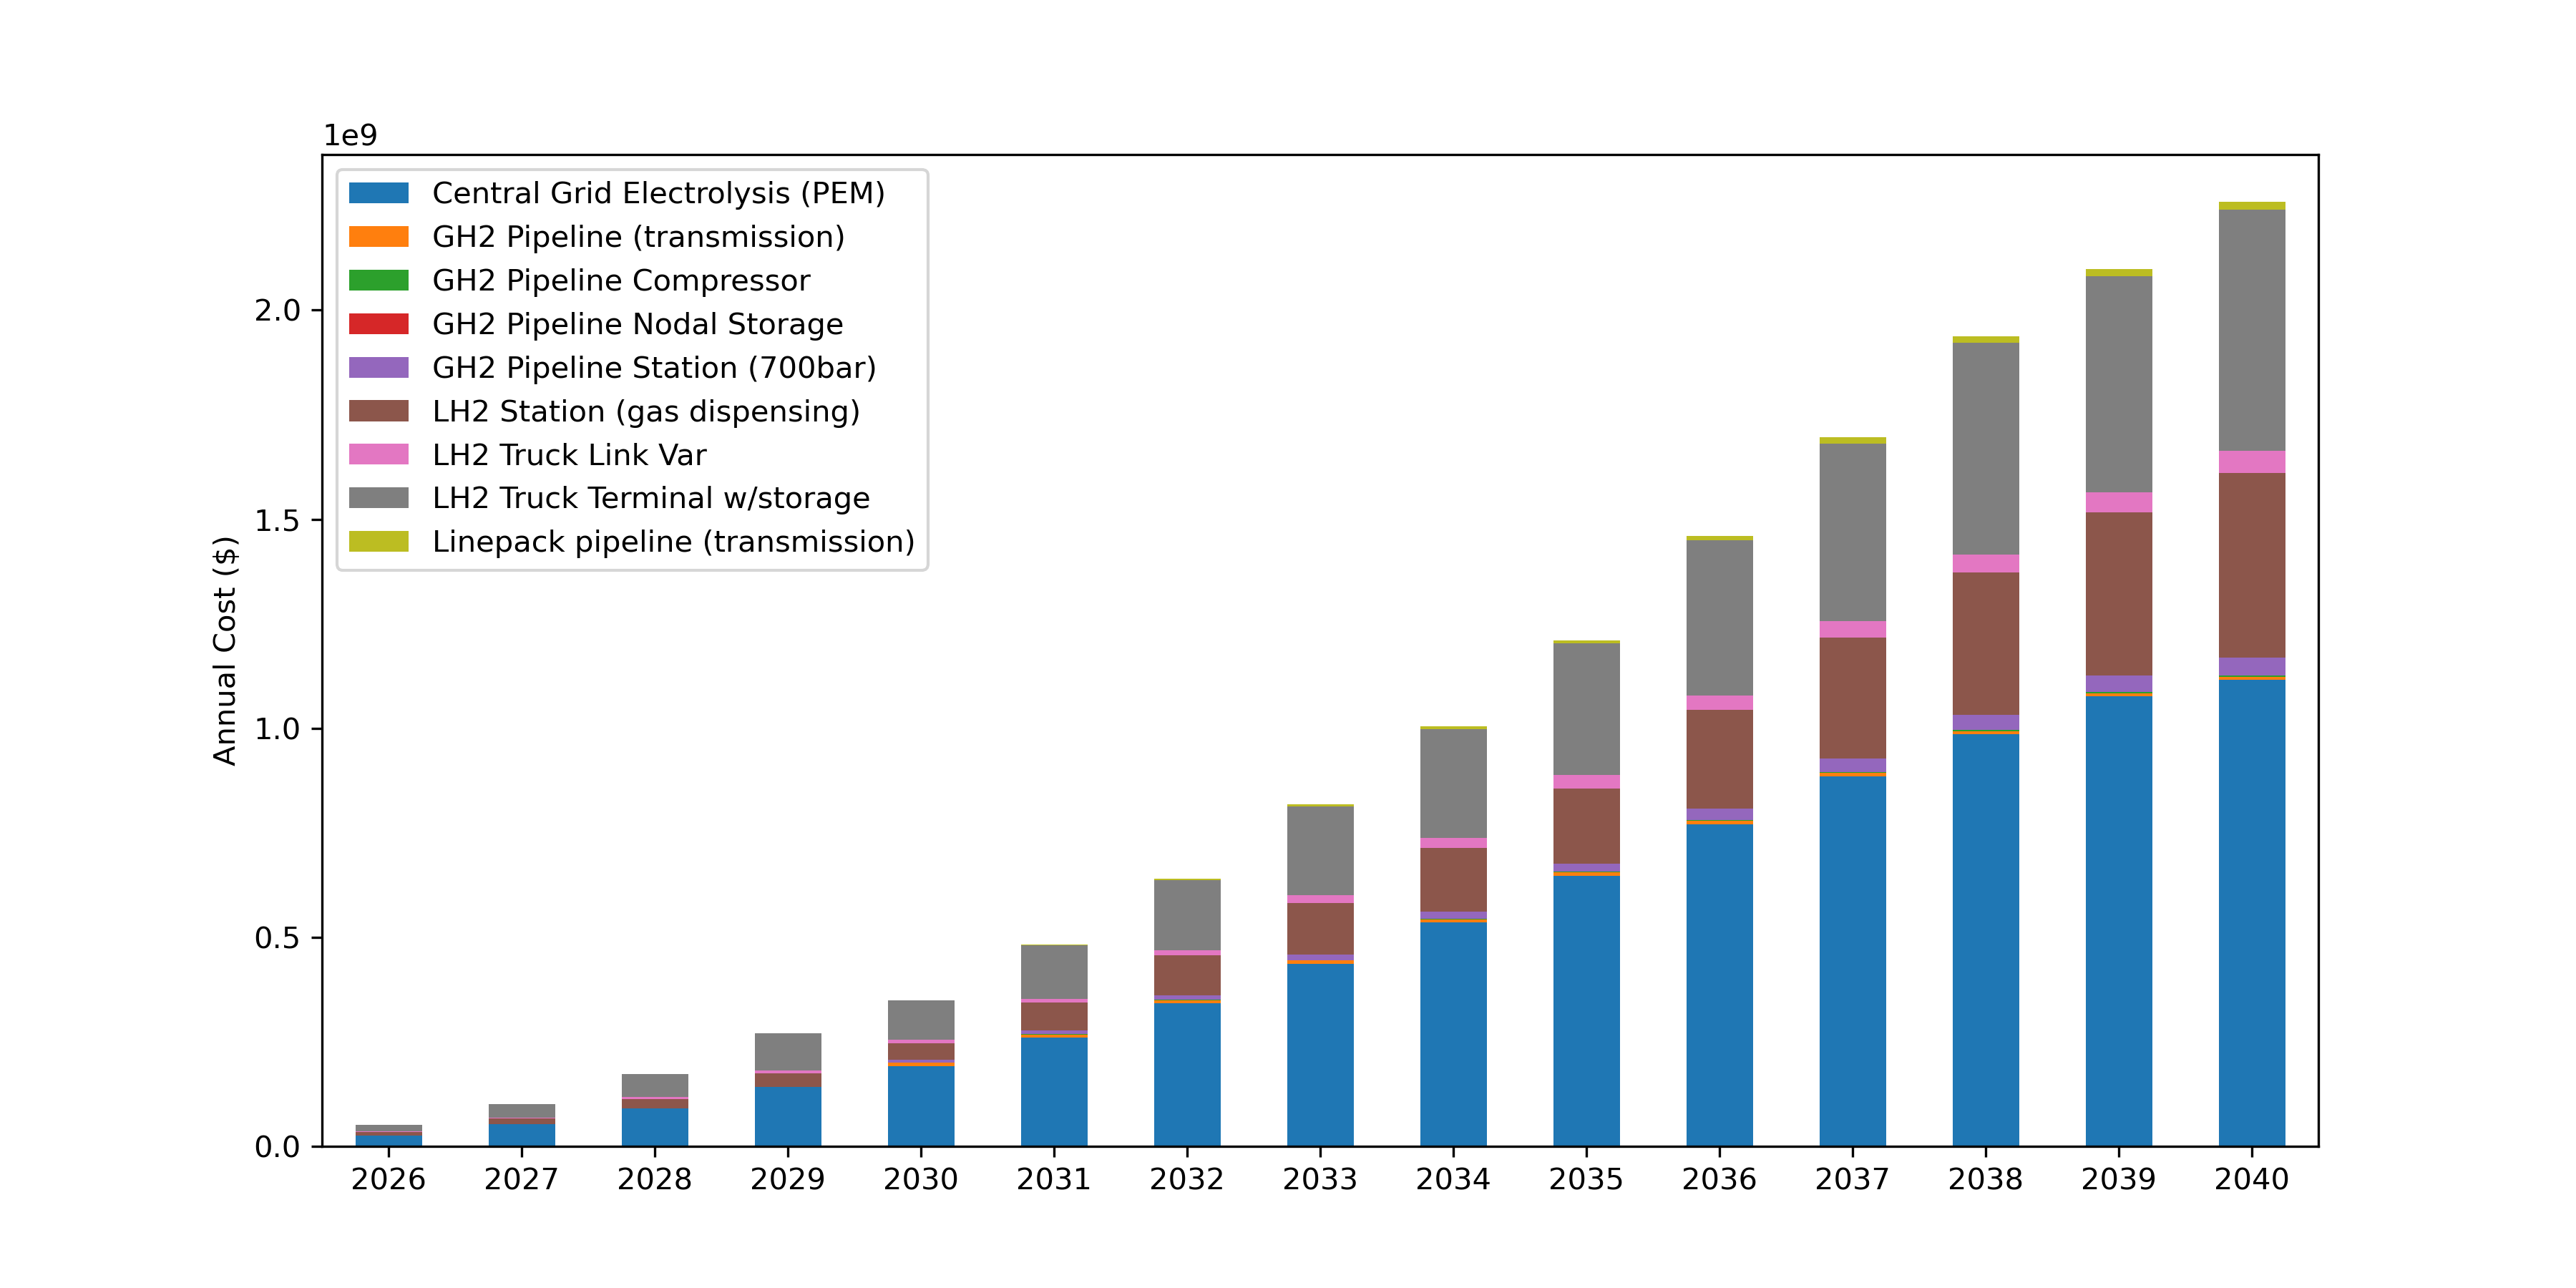 1e9
Central Grid Electrolysis (PEM)
GH2 Pipeline (transmission)
GH2 Pipeline Compressor
GH2 Pipeline Nodal Storage
GH2 Pipeline Station (700bar)
LH2 Station (gas dispensing)
LH2 Truck Link Var
LH2 Truck Terminal w/storage
Linepack pipeline (transmission)
Annual Cost ($)
2.0
1.5
1.0
0.5
0.0
2026 2027 2028 2029 2030 2031 2032 2033 2034 2035 2036 2037 2038 2039 2040